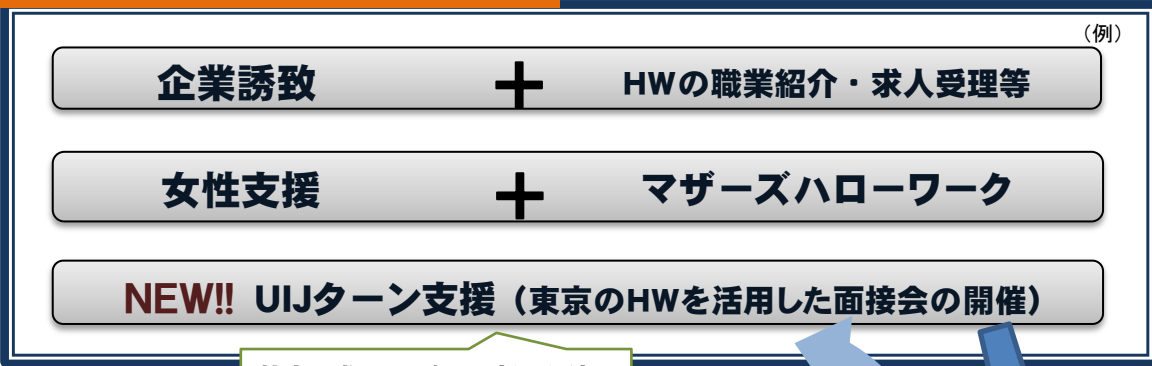 （例）
企業誘致 ＋ HWの職業紹介・求人受理等
女性支援 ＋ マザーズハローワーク
NEW!! UIJターン支援（東京のHWを活用した面接会の開催）